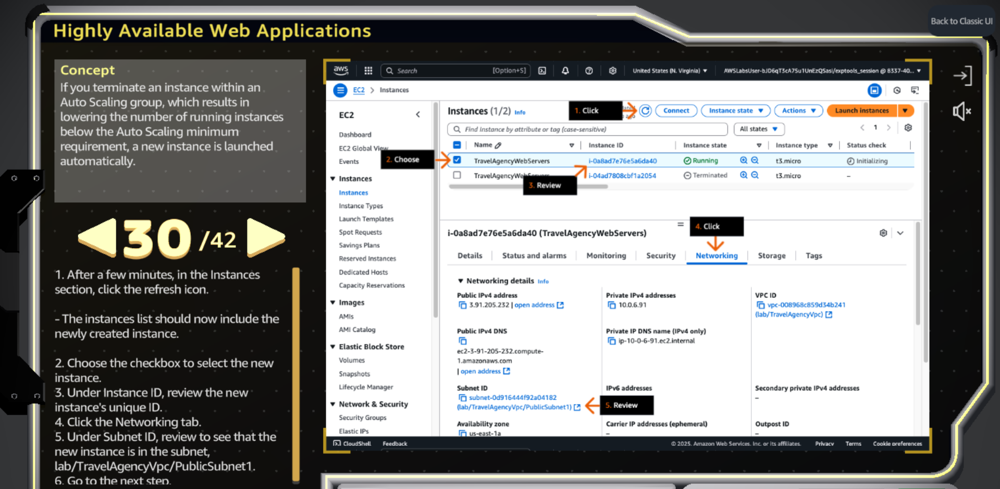 Back to Classic UI
Highly Available Web Applications
Concept
If you terminate an instance within an
Auto Scaling group, which results in
lowering the number of running instances
below the Auto Scaling minimum
requirement, a new instance is launched
automatically.
30 /42
1. After a few minutes, in the Instances
section, click the refresh icon.
- The instances list should now include the
newly created instance.
2. Choose the checkbox to select the new
instance.
3. Under Instance ID, review the new
instance's unique ID.
4. Click the Networking tab.
5. Under Subnet ID, review to see that the
new instance is in the subnet,
lab/TravelAgencyVpc/PublicSubnet1.
6. Go to the next step.
aws
Search [Option+S]
United States (N. Virginia)
AWSLabsUser-bJD6qT3cA75u1UnEzQSasi/exptools_session @ 8337-40...
EC2 > Instances
EC2
Dashboard
EC2 Global View
Events
Instances
Instances
Instance Types
Launch Templates
Spot Requests
Savings Plans
Reserved Instances
Dedicated Hosts
Capacity Reservations
Images
AMIs
AMI Catalog
Elastic Block Store
Volumes
Snapshots
Lifecycle Manager
Network & Security
Security Groups
Elastic IPs
Instances (1/2) Info
1. Click
Connect
Instance state
Actions
Launch instances
Find Instance by attribute or tag (case-sensitive)
All states
1
Name Instance ID Instance state Instance type Status check
2. Choose
TravelAgencyWebServers i-0a8ad7e76e5a6da40 Running t3.micro Initializing
TravelAgencyWebServers i-04ad7808cbf1a2054 Terminated t3.micro –
3. Review
4. Click
i-0a8ad7e76e5a6da40 (TravelAgencyWebServers)
Details Status and alarms Monitoring Security Networking Storage Tags
Networking details Info
Public IPv4 address
3.91.205.232 | open address
Private IPv4 addresses
10.0.6.91
VPC ID
vpc-008968c859d34b241
(lab/TravelAgencyVpc)
Public IPv4 DNS
ec2-3-91-205-232.compute-
1.amazonaws.com
| open address
Private IP DNS name (IPv4 only)
ip-10-0-6-91.ec2.internal
Subnet ID
subnet-0d916444f92a04182
(lab/TravelAgencyVpc/PublicSubnet1)
5. Review
IPv6 addresses
–
Secondary private IPv4 addresses
–
Availability zone
us-east-1a
Carrier IP addresses (ephemeral)
–
Outpost ID
–
CloudShell Feedback
© 2025, Amazon Web Services, Inc. or its affiliates. Privacy Terms Cookie preferences